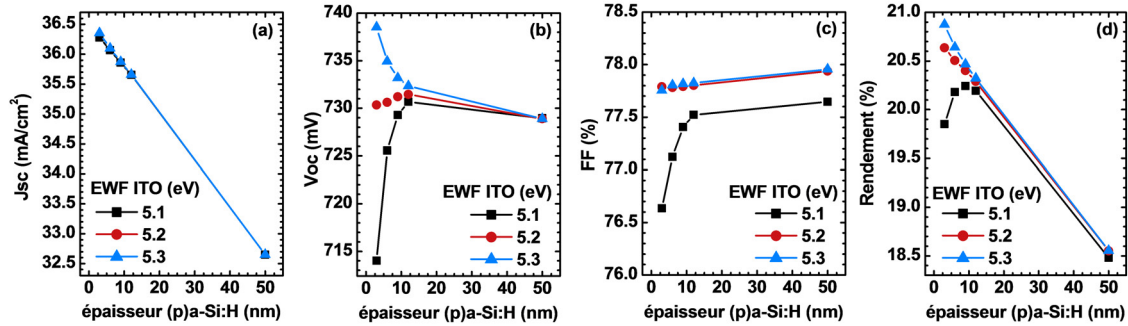 (a)
Jsc (mA/cm²)
36.5
36.0
35.5
35.0
34.5
34.0
33.5
33.0
32.5
EWF ITO (eV)
5.1
5.2
5.3
0 10 20 30 40 50
épaisseur (p)a-Si:H (nm)
(b)
Voc (mV)
740
735
730
725
720
715
EWF ITO (eV)
5.1
5.2
5.3
0 10 20 30 40 50
épaisseur (p)a-Si:H (nm)
(c)
FF (%)
78.5
78.0
77.5
77.0
76.5
76.0
EWF ITO (eV)
5.1
5.2
5.3
0 10 20 30 40 50
épaisseur (p)a-Si:H (nm)
(d)
Rendement (%)
21.0
20.5
20.0
19.5
19.0
18.5
EWF ITO (eV)
5.1
5.2
5.3
0 10 20 30 40 50
épaisseur (p)a-Si:H (nm)